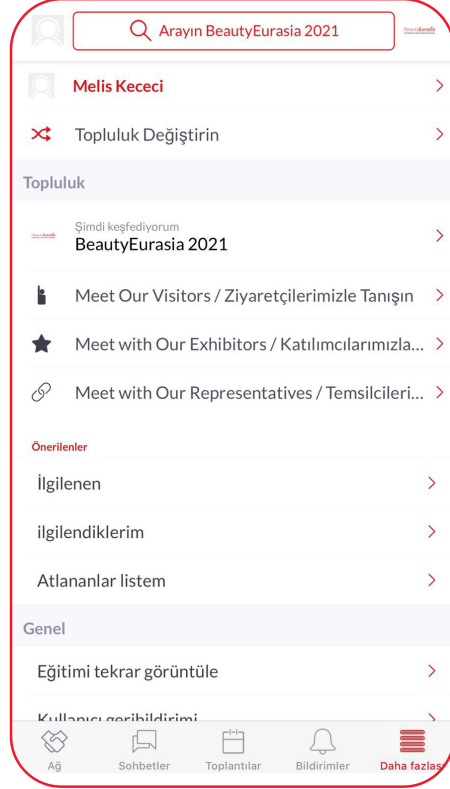 Arayın BeautyEurasia 2021
Melis Kececi
Topluluk Değiştirin
Topluluk
Şimdi keşfediyorum
BeautyEurasia 2021
Meet Our Visitors / Ziyaretçilerimizle Tanışın
Meet with Our Exhibitors / Katılımcılarımızla...
Meet with Our Representatives / Temsilcileri...
Önerilenler
İlgilenen
ilgilendiklerim
Atlananlar listem
Genel
Eğitimi tekrar görüntüle
Kullanıcı geribildirimi
Ağ
Sohbetler
Toplantılar
Bildirimler
Daha fazlası